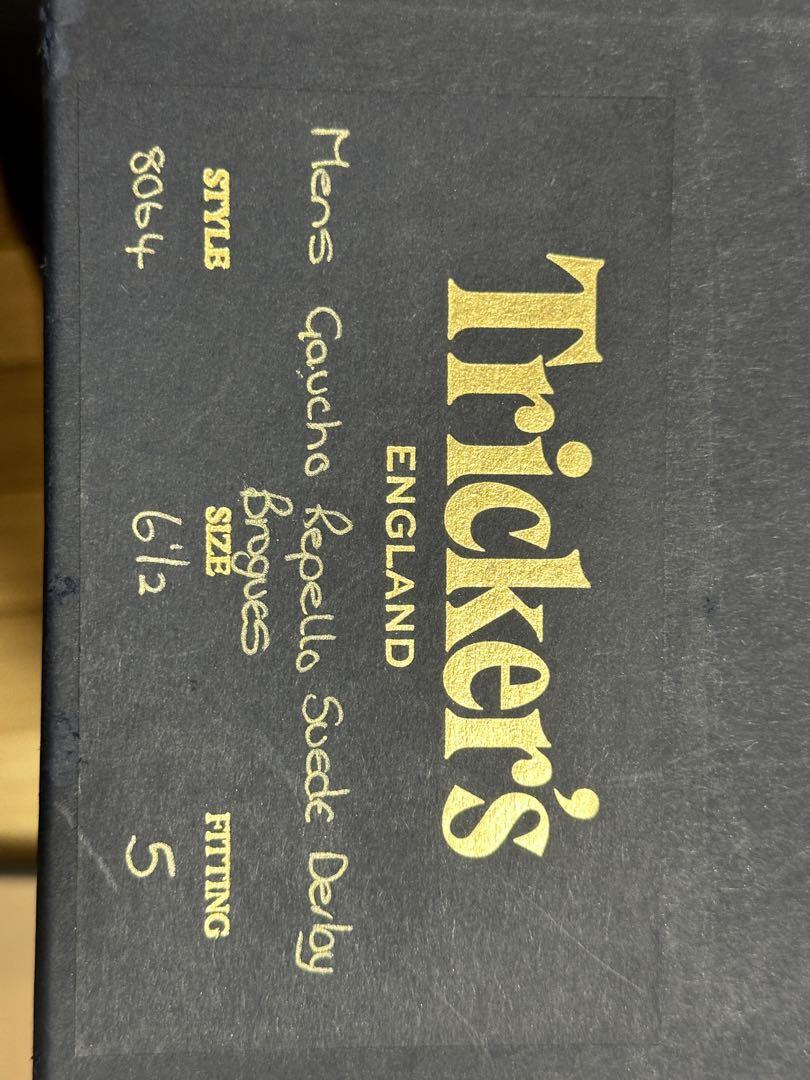 Tricker's
ENGLAND
Mens Gaucho Repello Suede Derby
Brogues
STYLE SIZE FITTING
8064 6 1/2 5